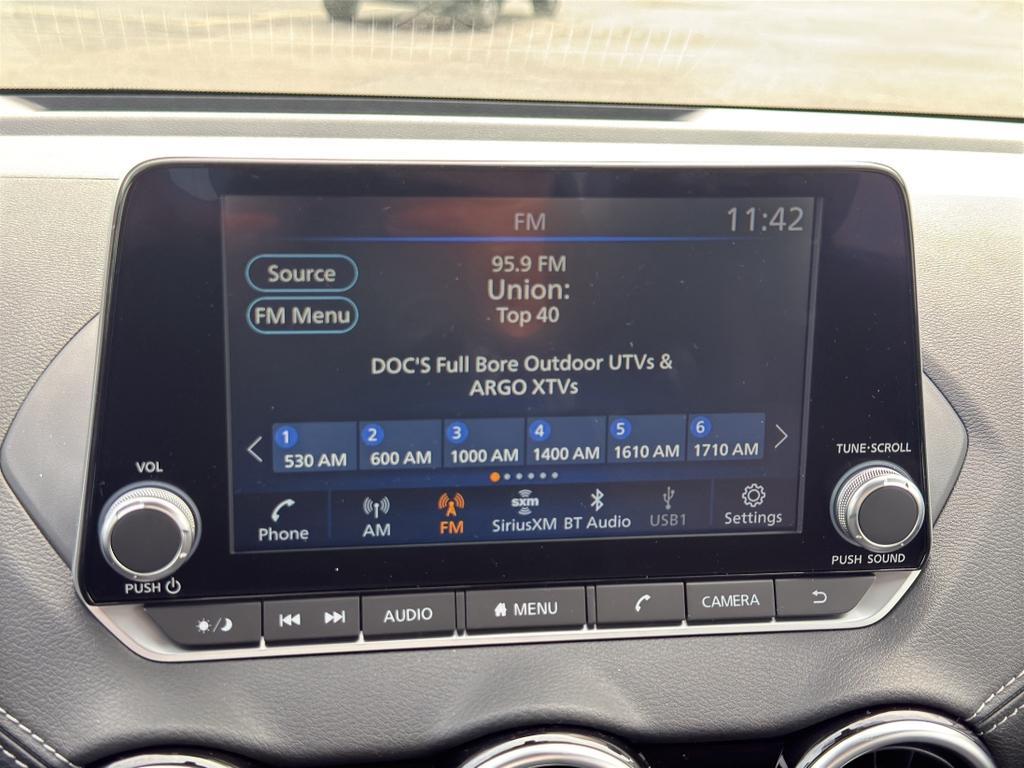 FM
11:42
Source
FM Menu
95.9 FM
Union:
Top 40
DOC'S Full Bore Outdoor UTVs &
ARGO XTVs
1 2 3 4 5 6
530 AM 600 AM 1000 AM 1400 AM 1610 AM 1710 AM
Phone AM FM sxm SiriusXM BT Audio USB1 Settings
VOL
PUSH
TUNE·SCROLL
PUSH SOUND
AUDIO MENU CAMERA